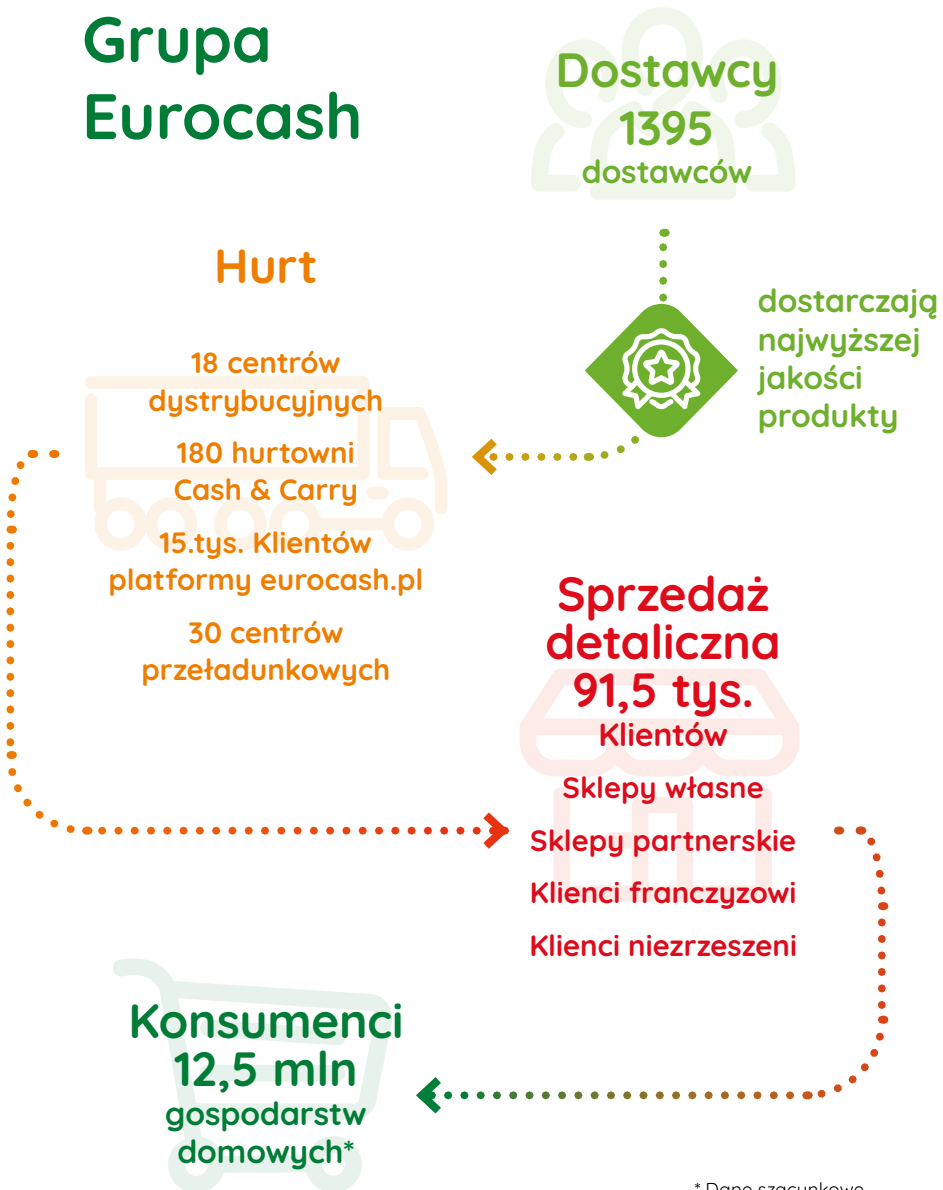 Grupa
Eurocash
Dostawcy
1395
dostawców
dostarczają
najwyższej
jakości
produkty
Hurt
18 centrów
dystrybucyjnych
180 hurtowni
Cash & Carry
15.tys. Klientów
platformy eurocash.pl
30 centrów
przeładunkowych
Sprzedaż
detaliczna
91,5 tys.
Klientów
Sklepy własne
Sklepy partnerskie
Klienci franczyzowi
Klienci niezrzeszeni
Konsumenci
12,5 mln
gospodarstw
domowych*
* Dane szacunkowe